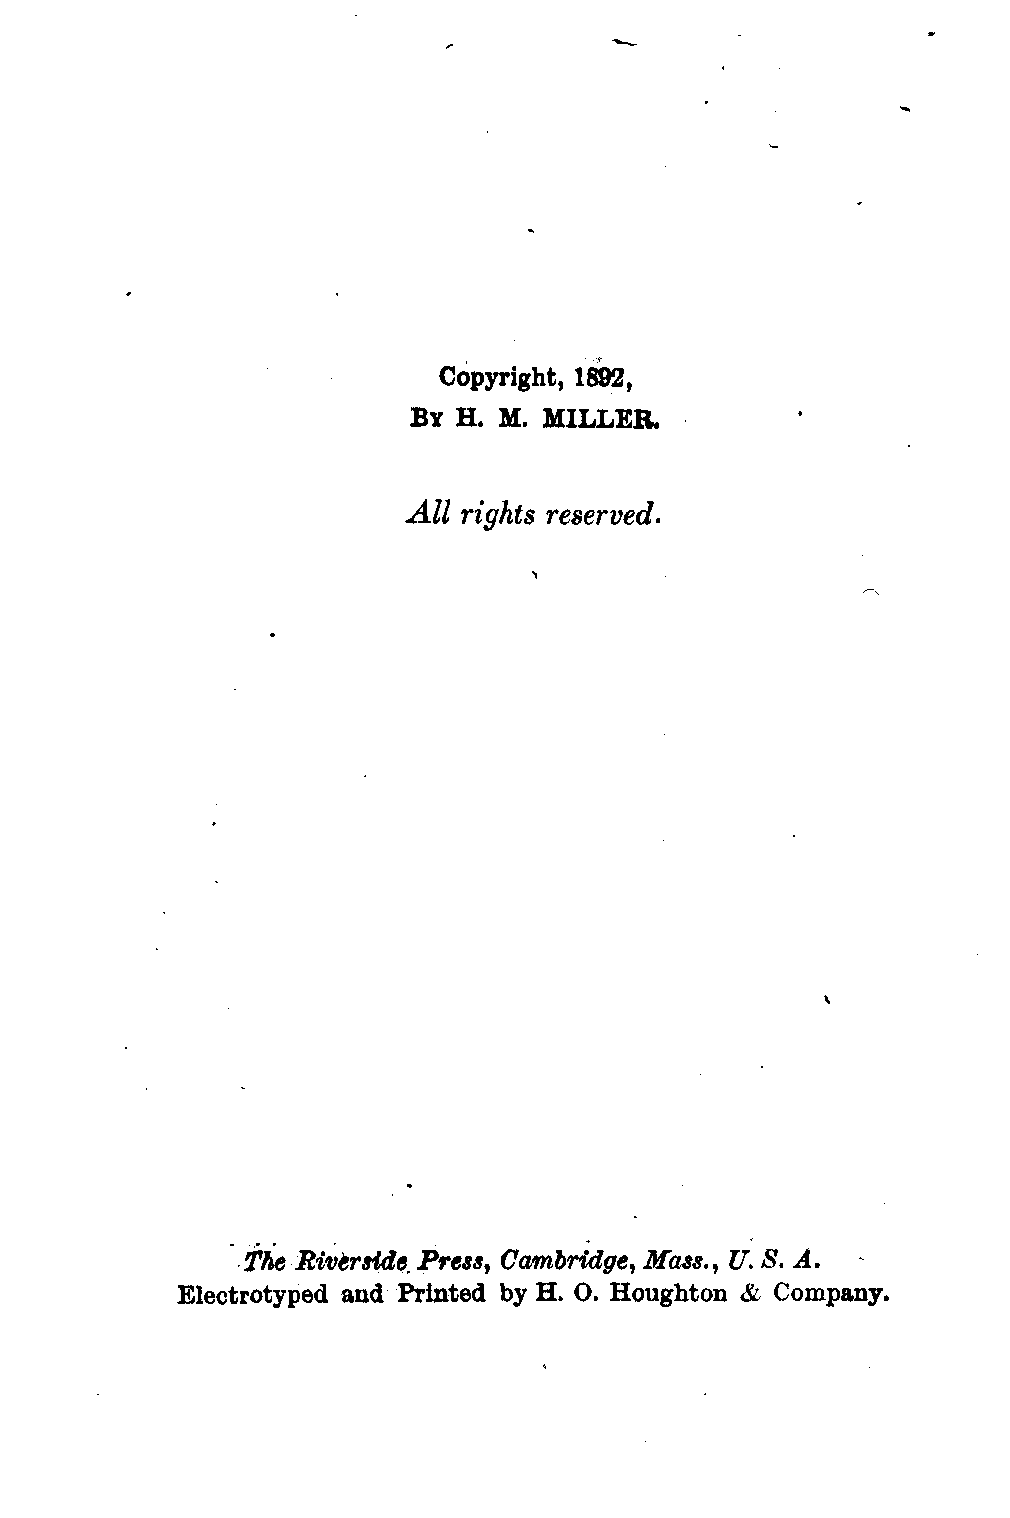 Copyright, 1892,
BY H. M. MILLER.
All rights reserved.
The Riverside Press, Cambridge, Mass., U. S. A.
Electrotyped and Printed by H. O. Houghton & Company.